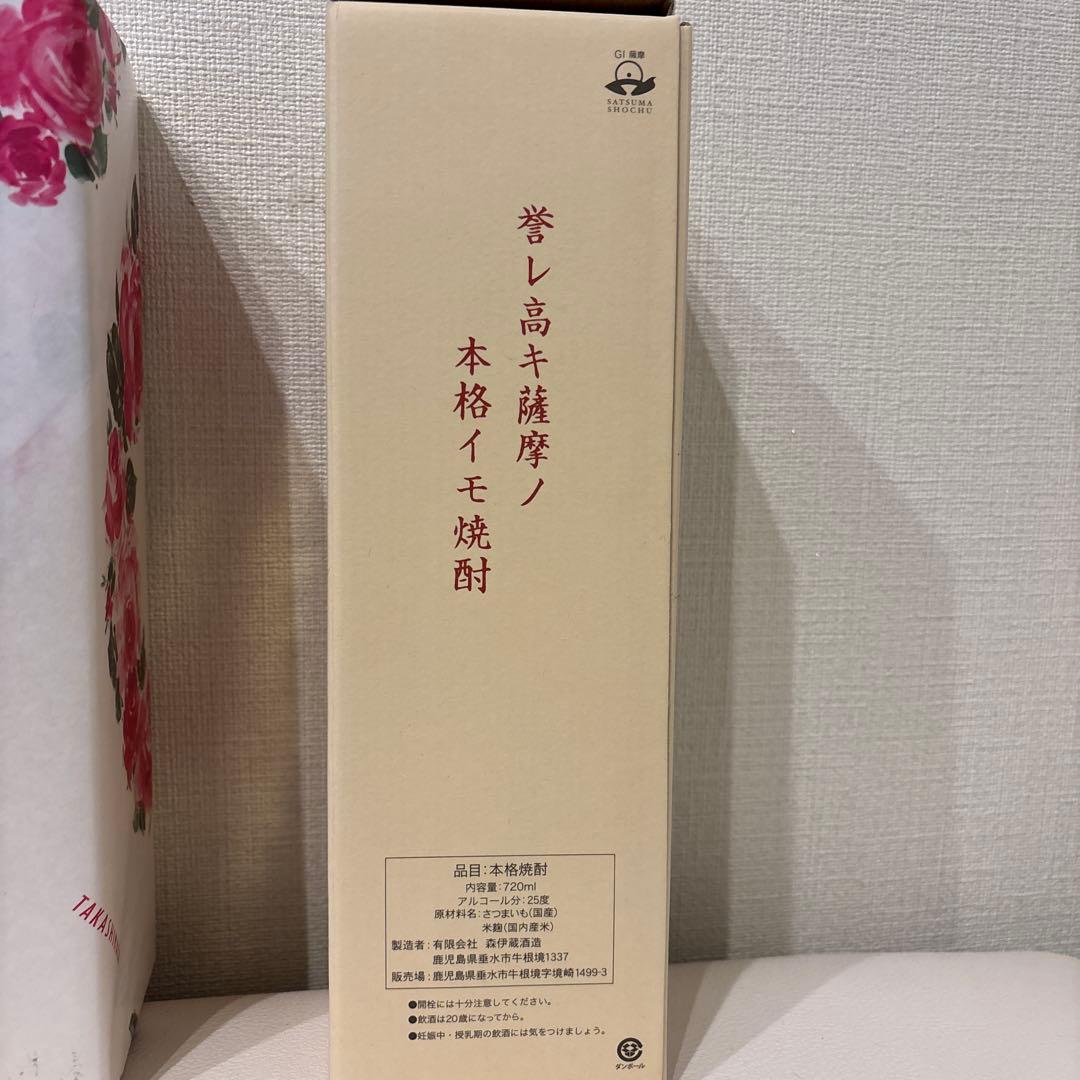 GI 薩摩
SATSUMA
SHOCHU
誉レ高キ薩摩ノ
本格イモ焼酎
品目:本格焼酎
内容量:720ml
アルコール分:25度
原材料名:さつまいも(国産)
米麹(国内産米)
製造者:有限会社 森伊蔵酒造
鹿児島県垂水市牛根境1337
販売場:鹿児島県垂水市牛根境字境崎1499-3
●開栓には十分注意してください。
●飲酒は20歳になってから。
●妊娠中・授乳期の飲酒には気をつけましょう。
ダンボール